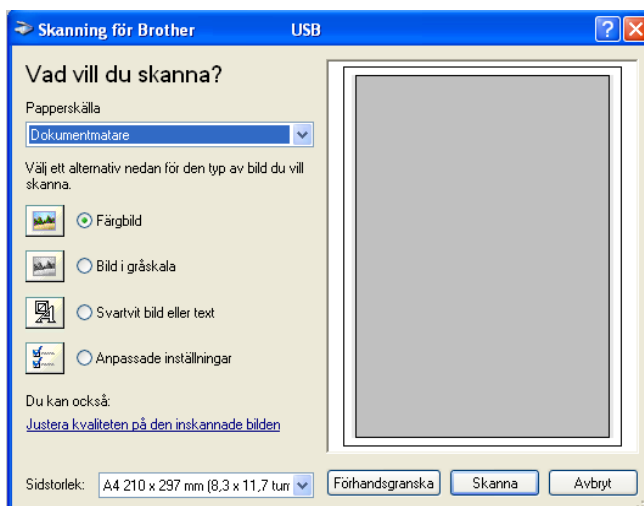 Skanning för Brother USB
Vad vill du skanna?
Papperskälla
Dokumentmatare
Välj ett alternativ nedan för den typ av bild du vill
skanna.
Färgbild
Bild i gråskala
Svartvit bild eller text
Anpassade inställningar
Du kan också:
Justera kvaliteten på den inskannade bilden
Sidstorlek: A4 210 x 297 mm (8,3 x 11,7 tum
Förhandsgranska Skanna Avbryt